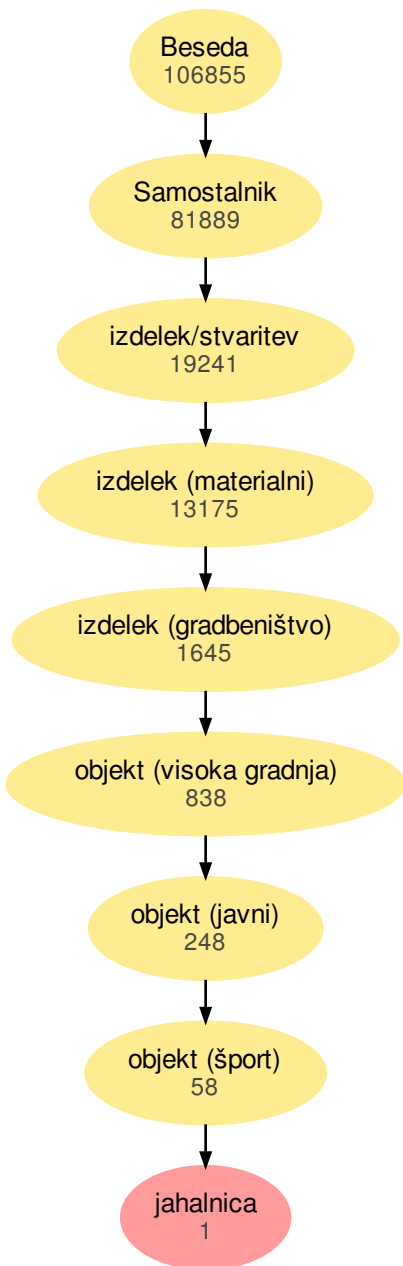 Beseda
106855
Samostalnik
81889
izdelek/stvaritev
19241
izdelek (materialni)
13175
izdelek (gradbeništvo)
1645
objekt (visoka gradnja)
838
objekt (javni)
248
objekt (šport)
58
jahalnica
1